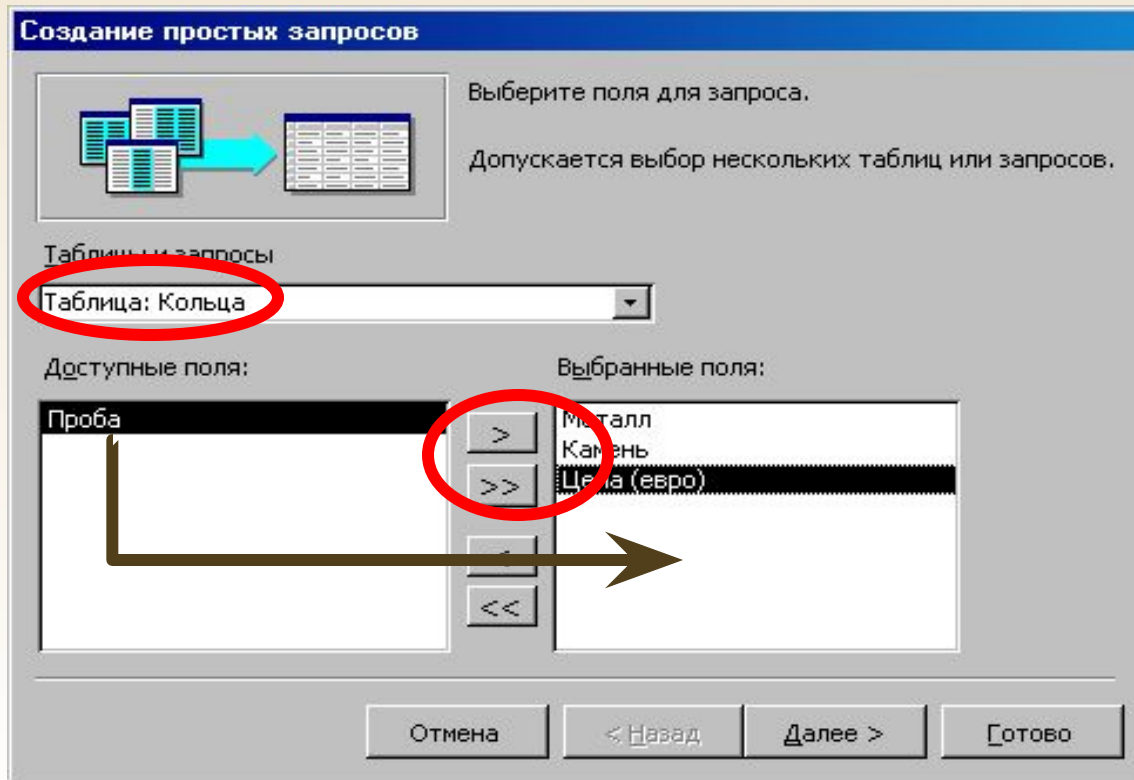 Создание простых запросов
Выберите поля для запроса.
Допускается выбор нескольких таблиц или запросов.
Таблицы и запросы
Таблица: Кольца
Доступные поля:
Выбранные поля:
Проба
>
>>
<
<<
Металл
Камень
Цена (евро)
Отмена
< Назад
Далее >
Готово